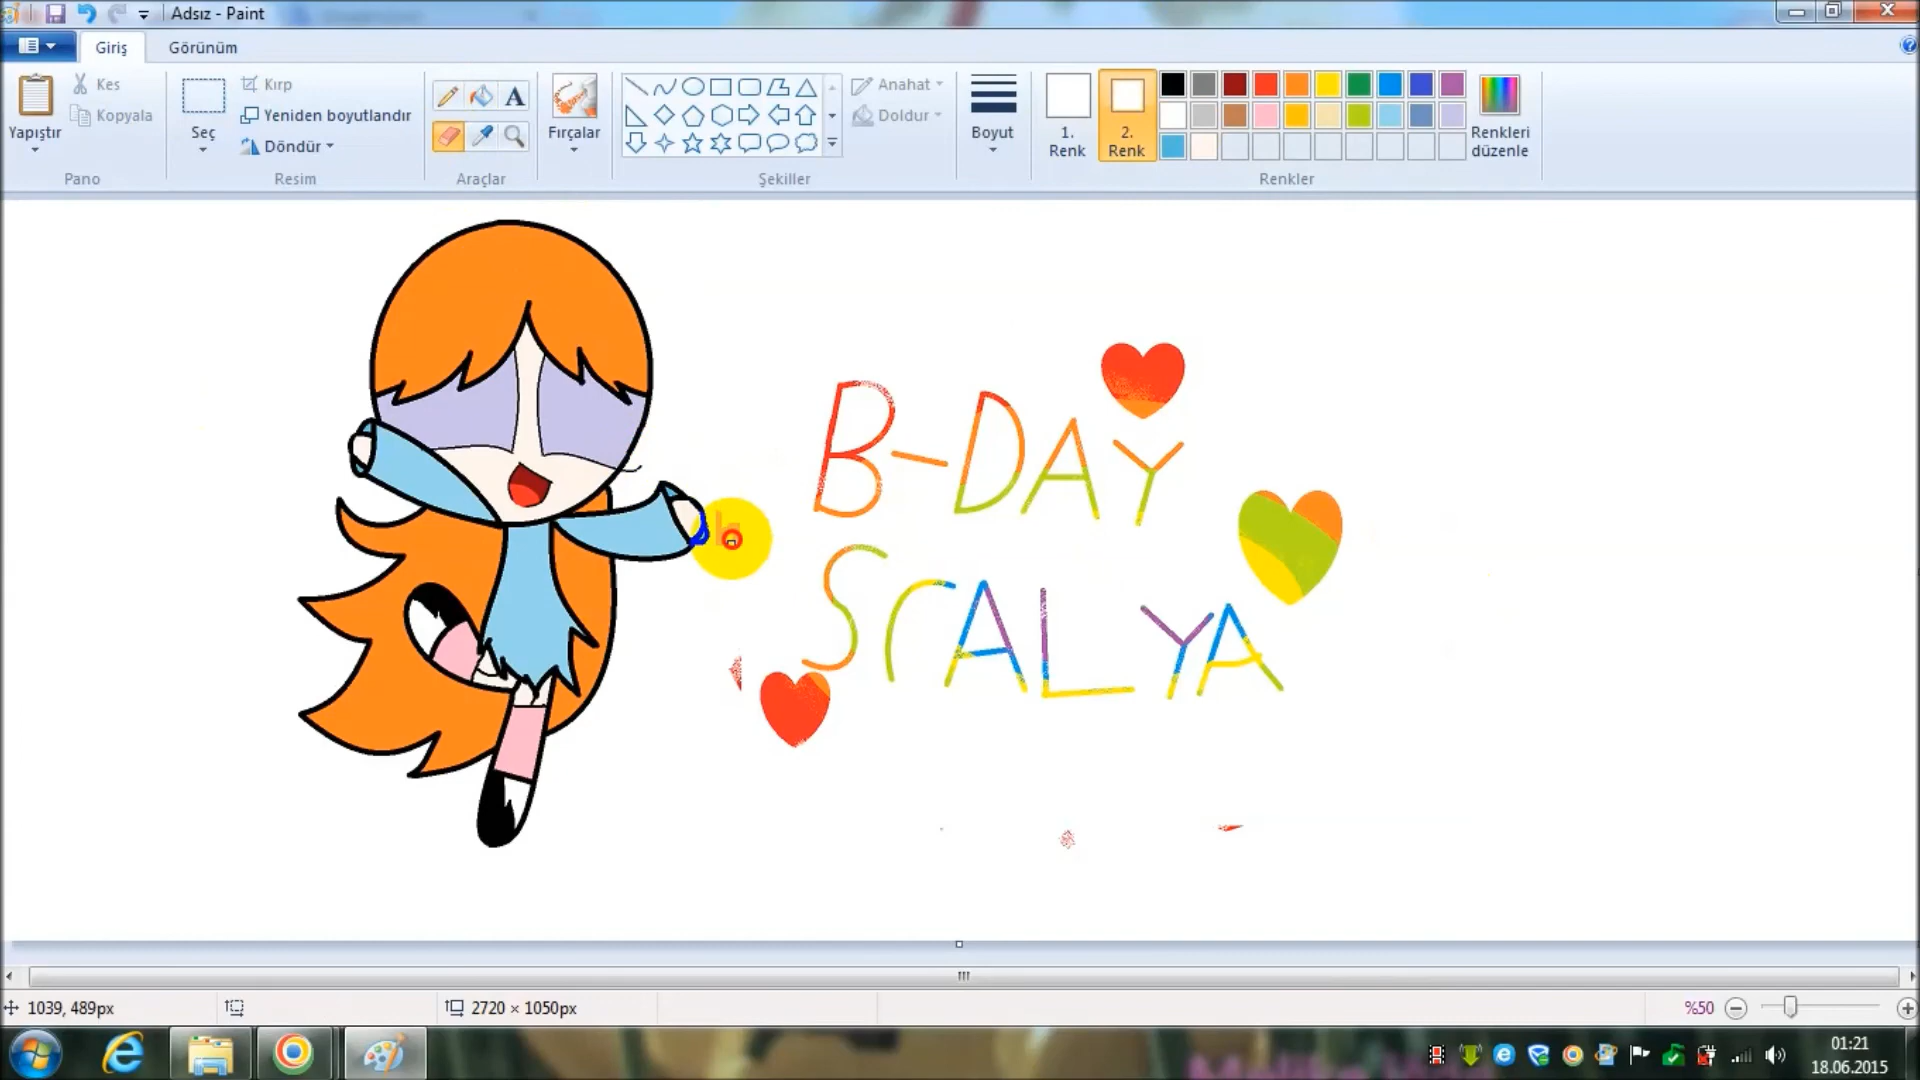 Adsız - Paint
Giriş Görünüm
Yapıştır
Kes
Kopyala
Pano
Seç
Kırp
Yeniden boyutlandır
Döndür
Resim
A
Araçlar
Fırçalar
Şekiller
Anahat
Doldur
Boyut
1. Renk
2. Renk
Renkler
Renkleri düzenle
B-DAY
SCALYA
1039, 489px
2720 × 1050px
%50
01:21
18.06.2015